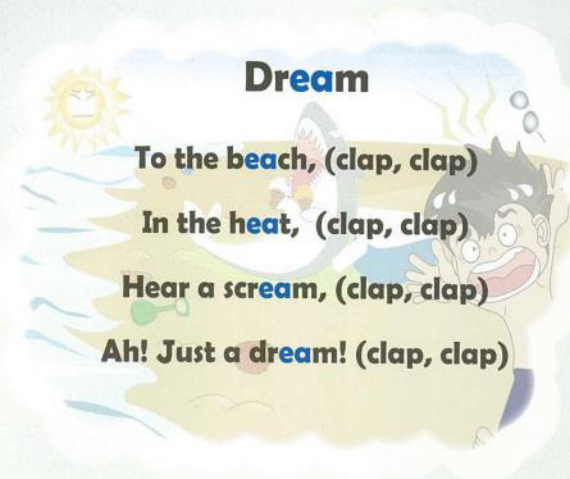 Dream
To the beach, (clap, clap)
In the heat, (clap, clap)
Hear a scream, (clap, clap)
Ah! Just a dream! (clap, clap)